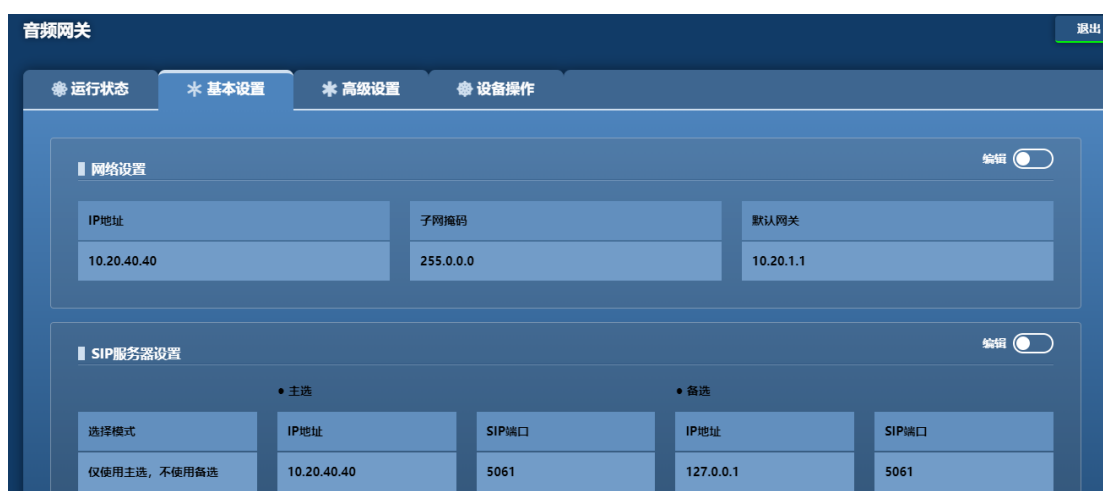 音频网关
退出
运行状态 基本设置 高级设置 设备操作
网络设置
编辑
IP地址 子网掩码 默认网关
10.20.40.40 255.0.0.0 10.20.1.1
SIP服务器设置
编辑
● 主选 ● 备选
选择模式 IP地址 SIP端口 IP地址 SIP端口
仅使用主选，不使用备选 10.20.40.40 5061 127.0.0.1 5061